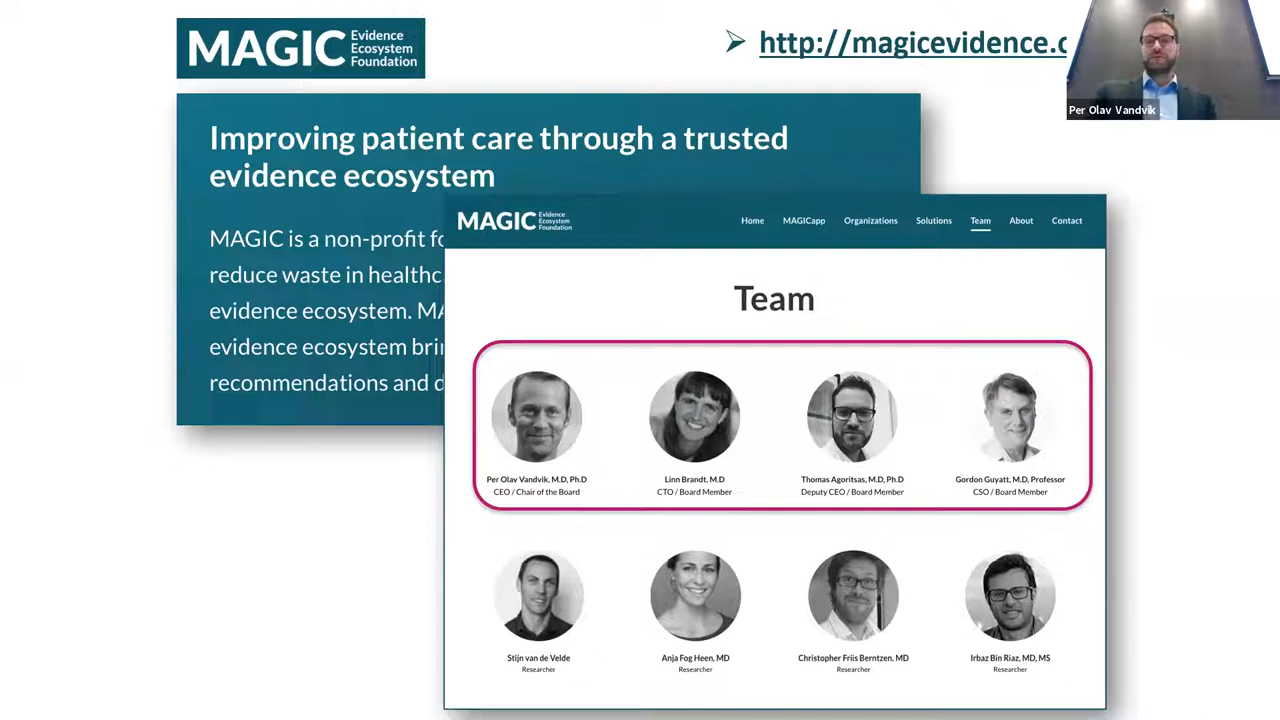 MAGIC Evidence Ecosystem Foundation
http://magicevidence.
Per Olav Vandvik
Improving patient care through a trusted
evidence ecosystem
MAGIC is a non-profit
reduce waste in
evidence ecosystem.
evidence ecosystem
recommendations and
MAGIC Evidence Ecosystem Foundation
Home MAGICapp Organizations Solutions Team About Contact
Team
Per Olav Vandvik, M.D, Ph.D
CEO / Chair of the Board
Linn Brandt, M.D
CTO / Board Member
Thomas Agoritsas, M.D, Ph.D
Deputy CEO / Board Member
Gordon Guyatt, M.D, Professor
CSO / Board Member
Stijn van de Velde
Researcher
Anja Fog Heen, MD
Researcher
Christopher Friis Berntzen. MD
Researcher
Irbaz Bin Riaz, MD, MS
Researcher